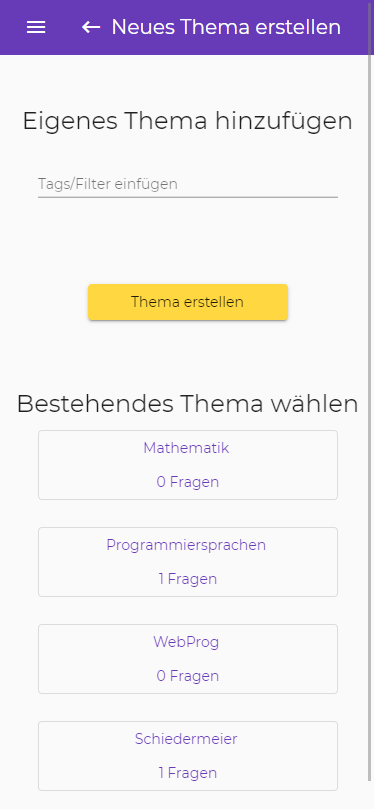 Neues Thema erstellen
Eigenes Thema hinzufügen
Tags/Filter einfügen
Thema erstellen
Bestehendes Thema wählen
Mathematik
0 Fragen
Programmiersprachen
1 Fragen
WebProg
0 Fragen
Schiedermeier
1 Fragen